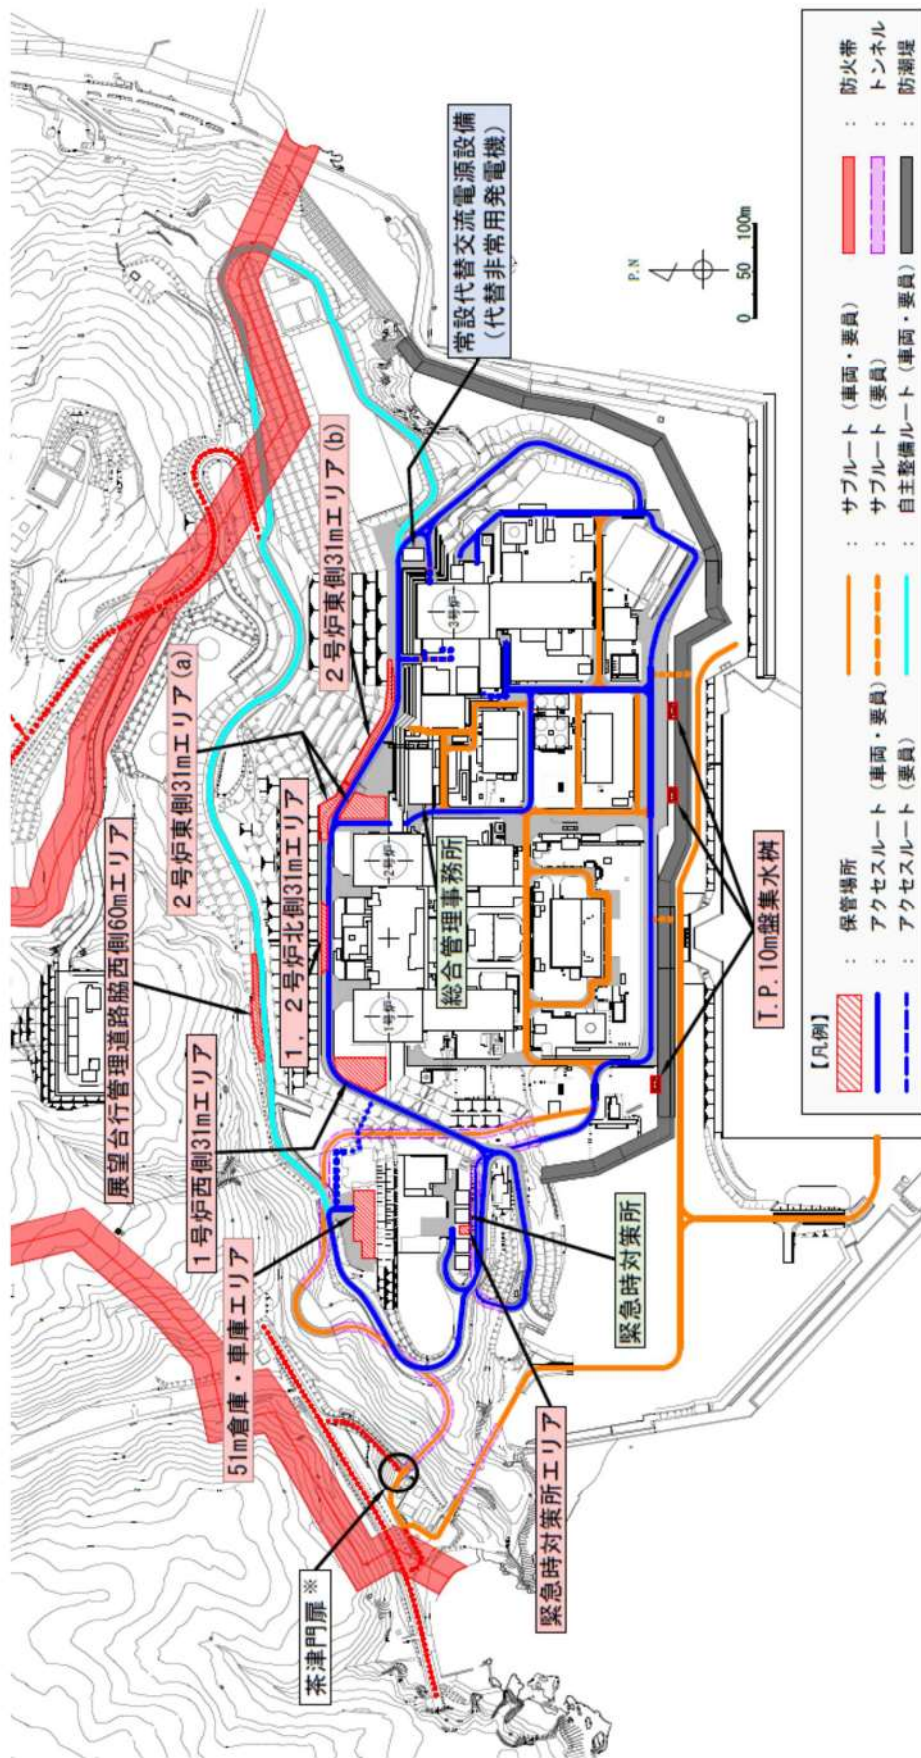 茶津門扉※
51m倉庫・車庫エリア
1号炉西側31mエリア
展望台行管理道路脇西側60mエリア
1、2号炉北側31mエリア
2号炉東側31mエリア(a)
2号炉東側31mエリア(b)
常設代替交流電源設備
(代替非常用発電機)
1号炉
2号炉
3号炉
総合管理事務所
緊急時対策所エリア
緊急時対策所
T.P.10m盤集水桝
P.N
0 50 100m
【凡例】
: 保管場所
: アクセスルート(車両・要員)
: アクセスルート(要員)
: サブルート(車両・要員)
: サブルート(要員)
: 自主整備ルート(車両・要員)
: 防火帯
: トンネル
: 防潮堤